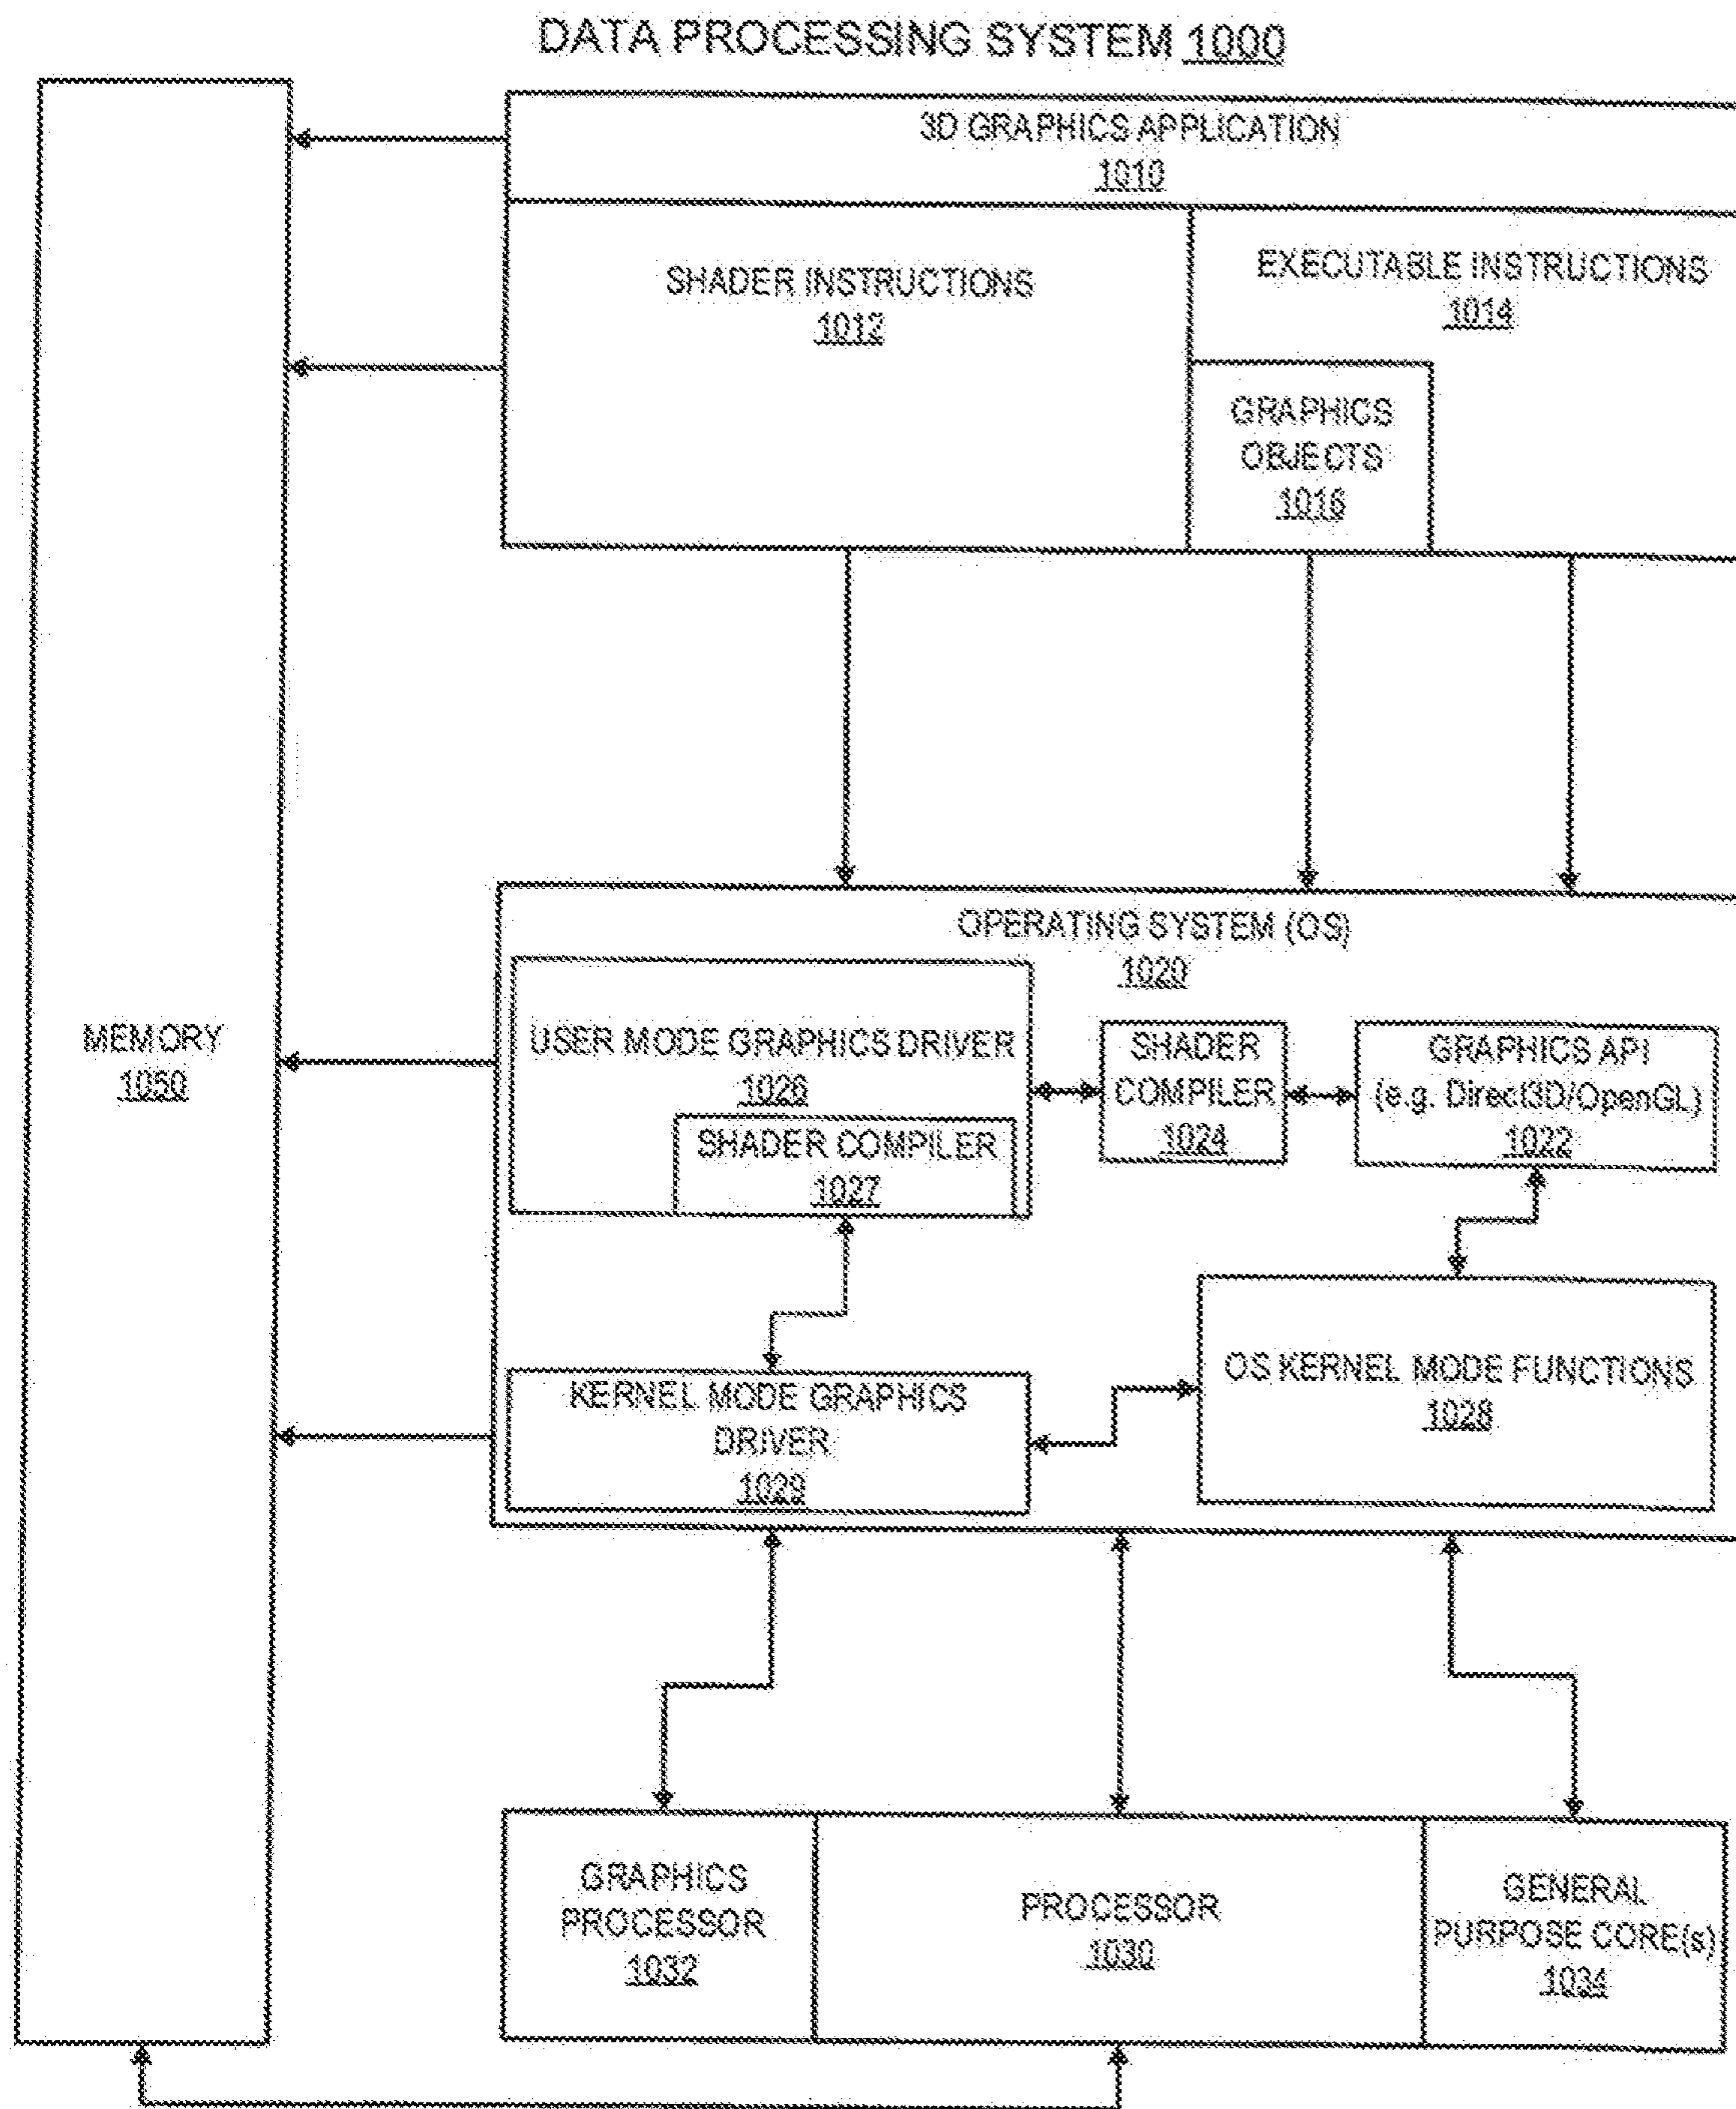 DATA PROCESSING SYSTEM 1000
3D GRAPHICS APPLICATION
1010
SHADER INSTRUCTIONS
1012
EXECUTABLE INSTRUCTIONS
1014
GRAPHICS
OBJECTS
1016
MEMORY
1050
OPERATING SYSTEM (OS)
1020
USER MODE GRAPHICS DRIVER
1026
SHADER COMPILER
1027
SHADER
COMPILER
1024
GRAPHICS API
(e.g. Direct3D/OpenGL)
1022
KERNEL MODE GRAPHICS
DRIVER
1029
OS KERNEL MODE FUNCTIONS
1028
GRAPHICS
PROCESSOR
1032
PROCESSOR
1030
GENERAL
PURPOSE CORE(s)
1034